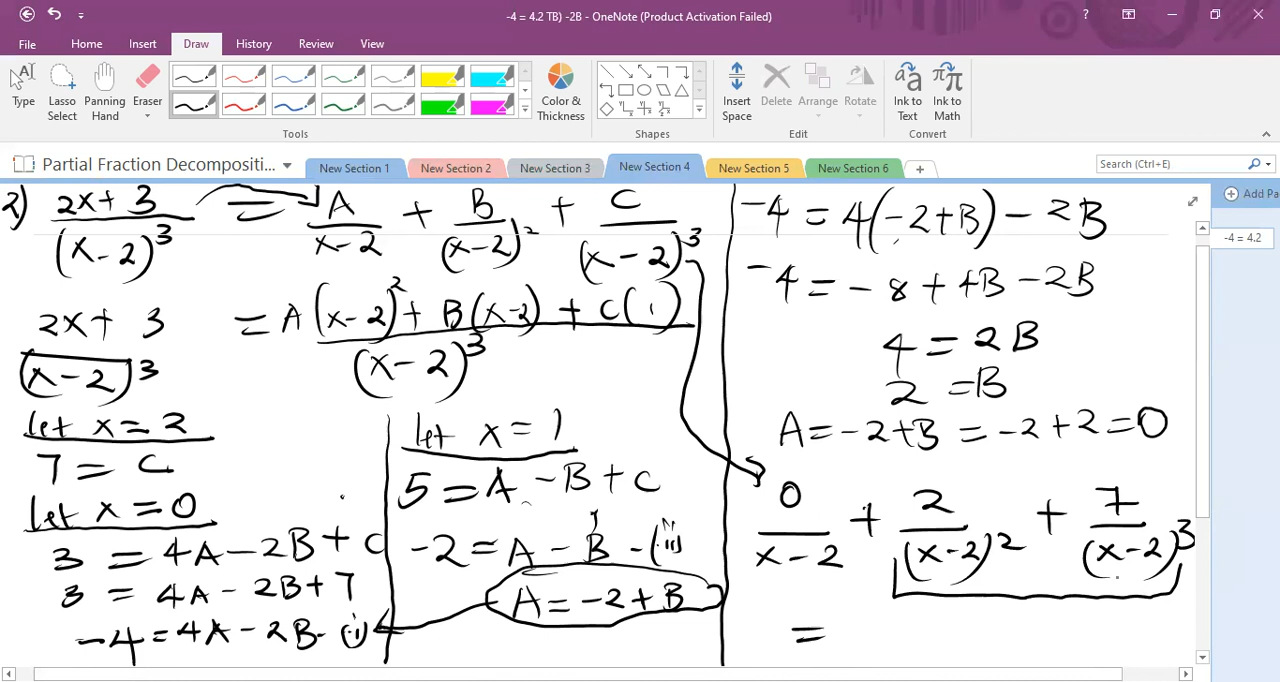 -4 = 4.2 TB) -2B - OneNote (Product Activation Failed)
File Home Insert Draw History Review View
Type Lasso Select Panning Hand Eraser Color & Thickness Insert Space Delete Arrange Rotate Ink to Text Ink to Math
Tools Shapes Edit Convert
Partial Fraction Decompositi... New Section 1 New Section 2 New Section 3 New Section 4 New Section 5 New Section 6 Search (Ctrl+E)
Add Pa
-4 = 4.2
2) (2x+3)/(x-2)^3 = A/(x-2) + B/(x-2)^2 + C/(x-2)^3
(2x+3)/(x-2)^3 = (A(x-2)^2 + B(x-2) + C(1))/(x-2)^3
let x = 2
7 = C
let x = 0
3 = 4A - 2B + C
3 = 4A - 2B + 7
-4 = 4A - 2B - (i)
let x = 1
5 = A - B + C
-2 = A - B - (ii)
A = -2 + B
-4 = 4(-2+B) - 2B
-4 = -8 + 4B - 2B
4 = 2B
2 = B
A = -2+B = -2+2 = 0
0/(x-2) + 2/(x-2)^2 + 7/(x-2)^3
=